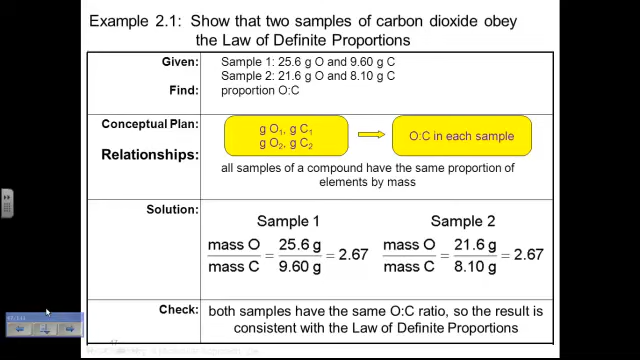 Example 2.1: Show that two samples of carbon dioxide obey
the Law of Definite Proportions
Given: Sample 1: 25.6 g O and 9.60 g C
Sample 2: 21.6 g O and 8.10 g C
Find: proportion O:C
Conceptual Plan:
g O1, g C1
g O2, g C2
O:C in each sample
Relationships:
all samples of a compound have the same proportion of
elements by mass
Solution:
Sample 1
mass O / mass C = 25.6 g / 9.60 g = 2.67
Sample 2
mass O / mass C = 21.6 g / 8.10 g = 2.67
Check: both samples have the same O:C ratio, so the result is
consistent with the Law of Definite Proportions